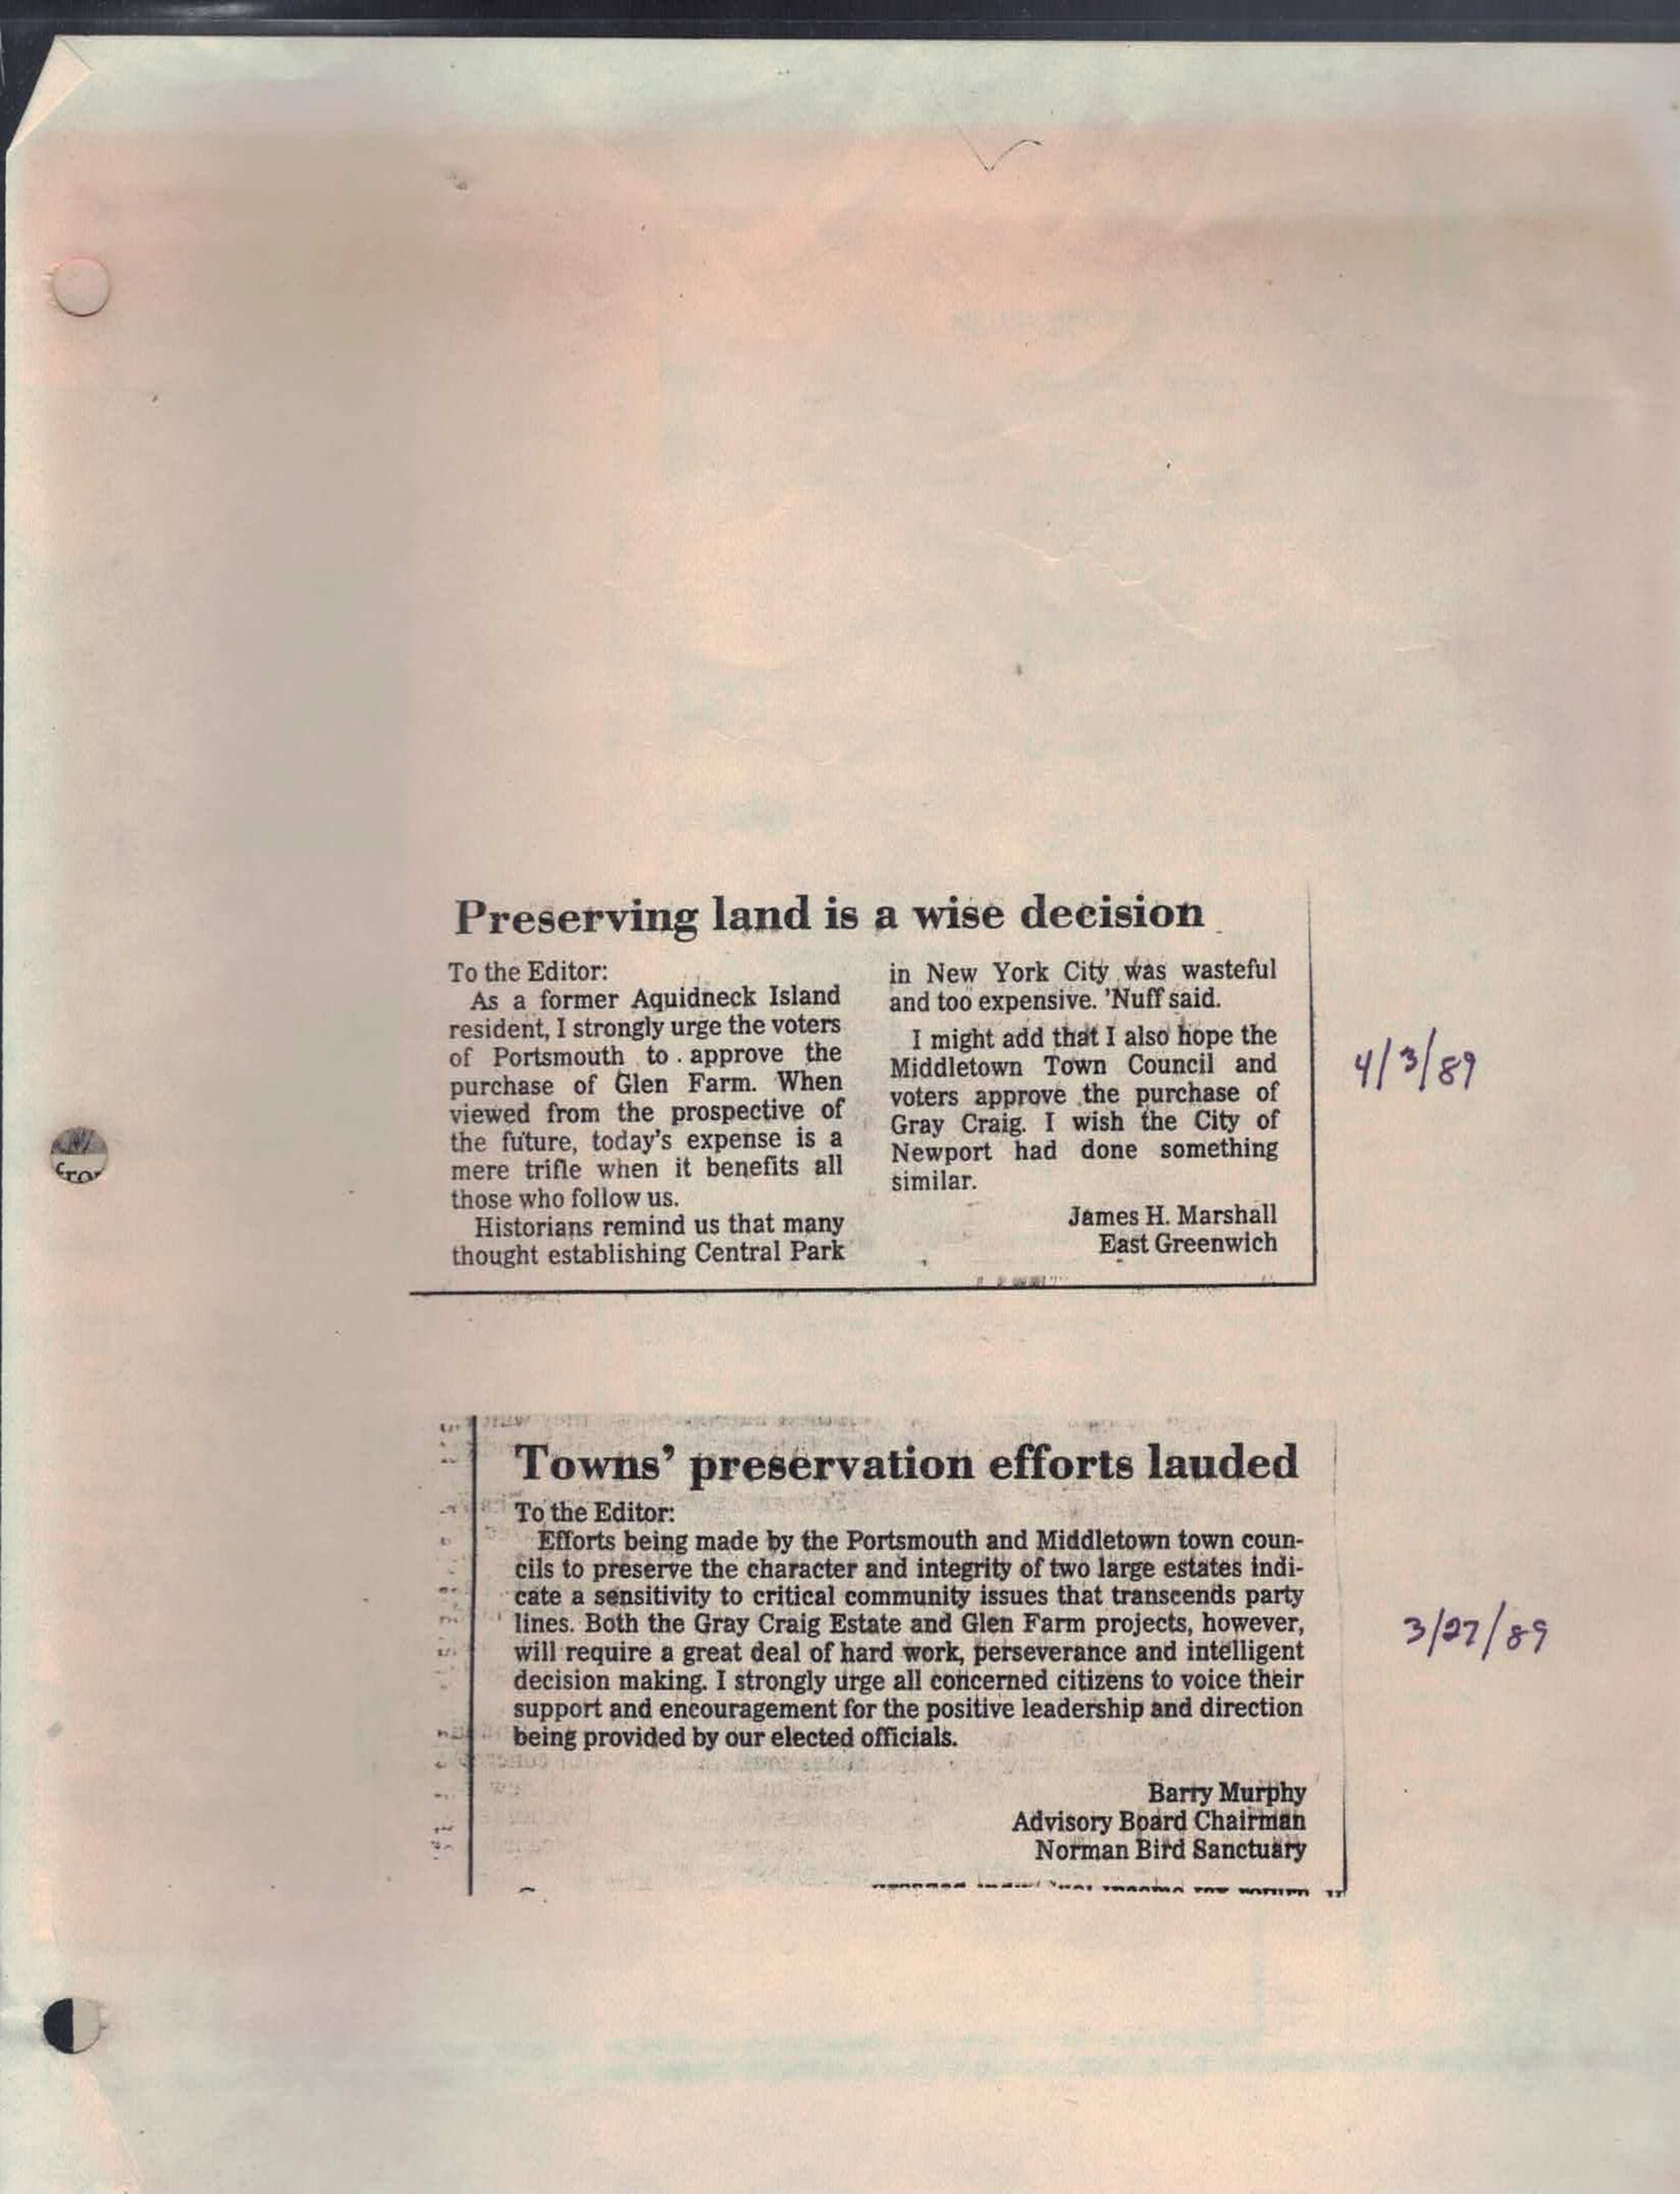 Preserving land is a wise decision
To the Editor:
As a former Aquidneck Island
resident, I strongly urge the voters
of Portsmouth to approve the
purchase of Glen Farm. When
viewed from the prospective of
the future, today's expense is a
mere trifle when it benefits all
those who follow us.
Historians remind us that many
thought establishing Central Park
in New York City was wasteful
and too expensive. 'Nuff said.
I might add that I also hope the
Middletown Town Council and
voters approve the purchase of
Gray Craig. I wish the City of
Newport had done something
similar.
James H. Marshall
East Greenwich
4/3/89
Towns' preservation efforts lauded
To the Editor:
Efforts being made by the Portsmouth and Middletown town coun-
cils to preserve the character and integrity of two large estates indi-
cate a sensitivity to critical community issues that transcends party
lines. Both the Gray Craig Estate and Glen Farm projects, however,
will require a great deal of hard work, perseverance and intelligent
decision making. I strongly urge all concerned citizens to voice their
support and encouragement for the positive leadership and direction
being provided by our elected officials.
Barry Murphy
Advisory Board Chairman
Norman Bird Sanctuary
3/27/89